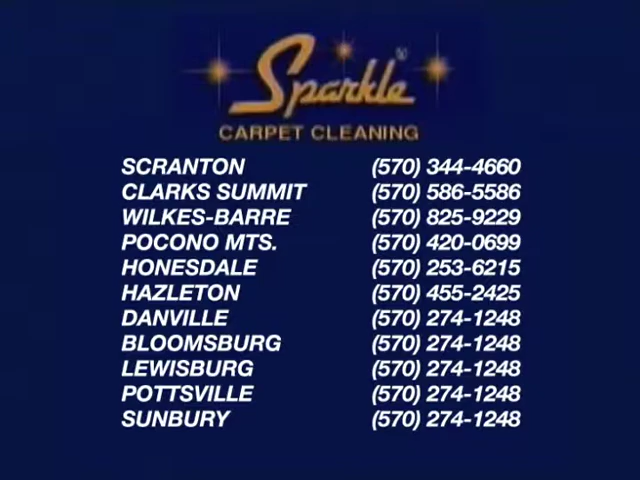 Sparkle®
CARPET CLEANING
SCRANTON (570) 344-4660
CLARKS SUMMIT (570) 586-5586
WILKES-BARRE (570) 825-9229
POCONO MTS. (570) 420-0699
HONESDALE (570) 253-6215
HAZLETON (570) 455-2425
DANVILLE (570) 274-1248
BLOOMSBURG (570) 274-1248
LEWISBURG (570) 274-1248
POTTSVILLE (570) 274-1248
SUNBURY (570) 274-1248